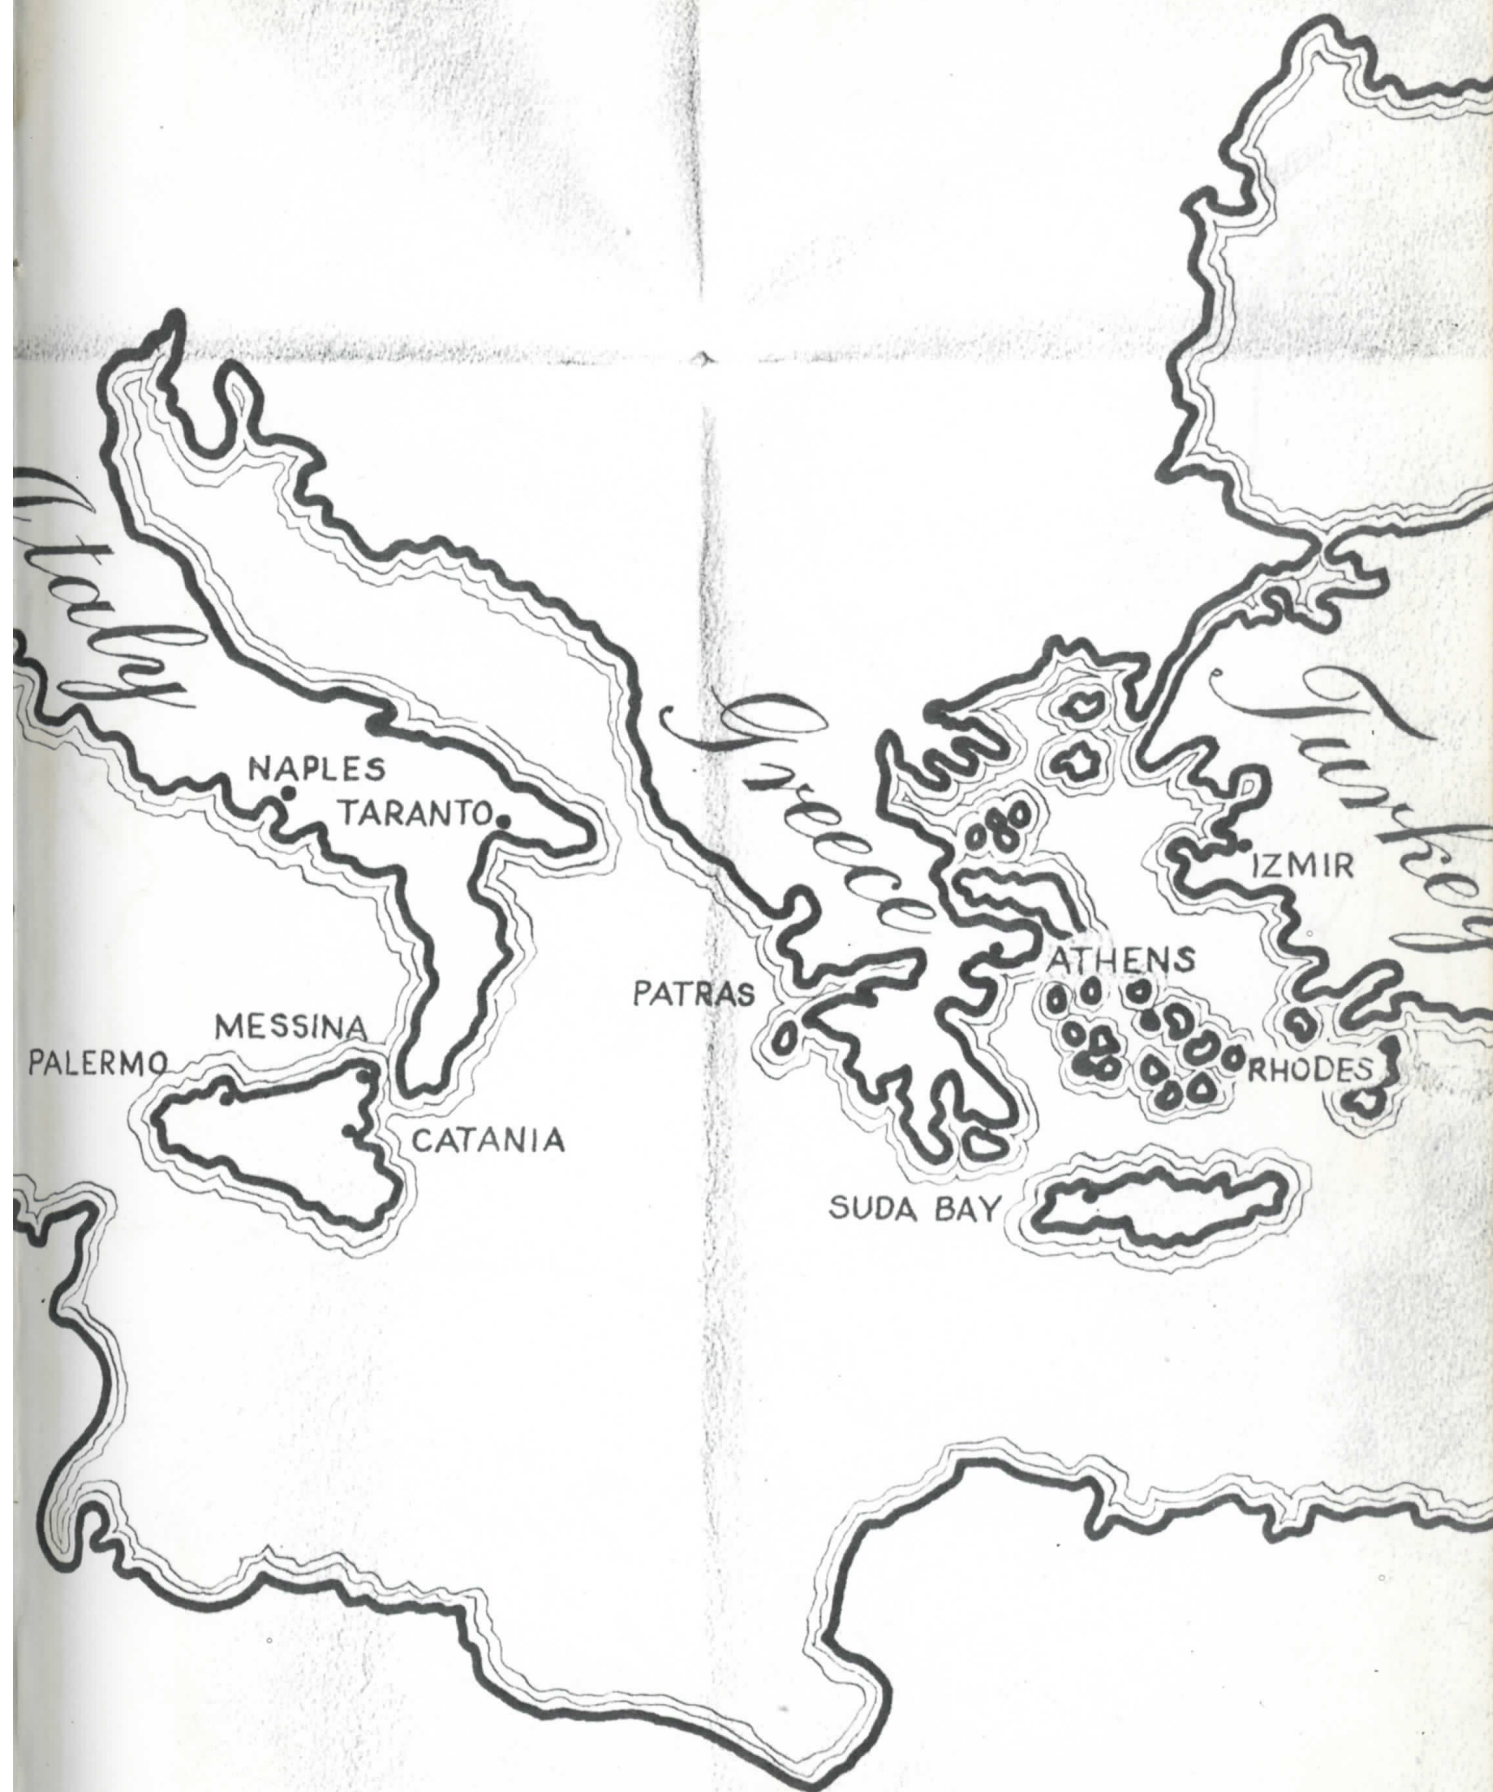 Italy
Greece
Turkey
NAPLES
TARANTO
IZMIR
ATHENS
PATRAS
MESSINA
PALERMO
RHODES
CATANIA
SUDA BAY